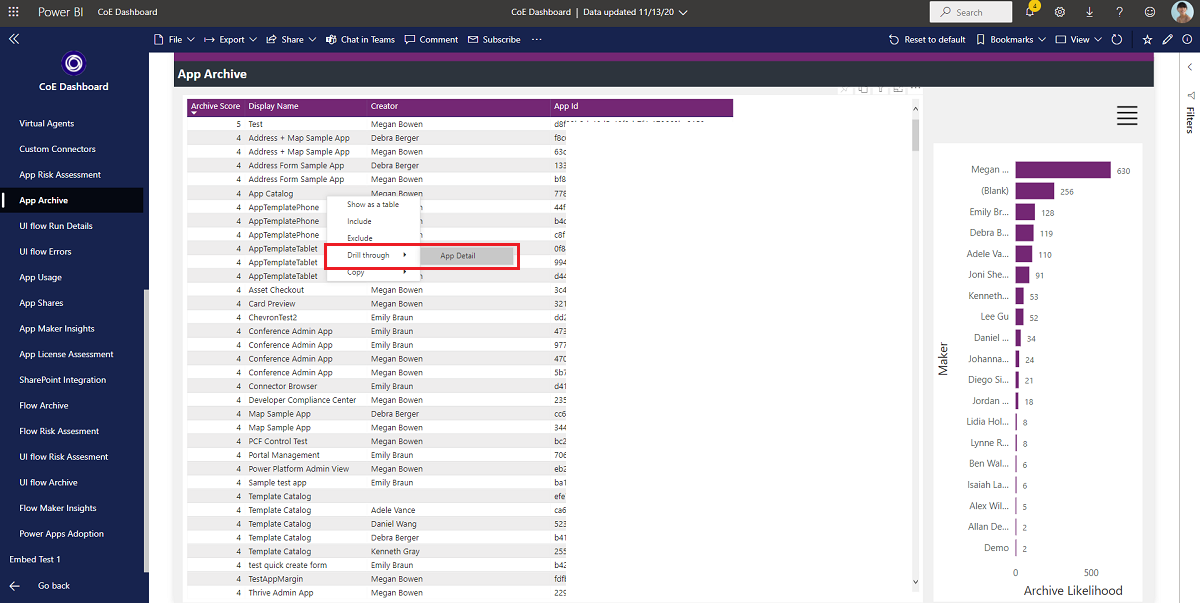 Power BI CoE Dashboard CoE Dashboard | Data updated 11/13/20 Search 4
File Export Share Chat in Teams Comment Subscribe ... Reset to default Bookmarks View
CoE Dashboard
Virtual Agents
Custom Connectors
App Risk Assessment
App Archive
UI flow Run Details
UI flow Errors
App Usage
App Shares
App Maker Insights
App License Assessment
SharePoint Integration
Flow Archive
Flow Risk Assesment
UI flow Risk Assesment
UI flow Archive
Flow Maker Insights
Power Apps Adoption
Embed Test 1
Go back
App Archive
Archive Score Display Name Creator App Id
5 Test Megan Bowen
4 Address + Map Sample App Debra Berger f8c
4 Address + Map Sample App Megan Bowen 63c
4 Address Form Sample App Debra Berger 133
4 Address Form Sample App Megan Bowen bf8
4 App Catalog Megan Bowen 778
4 AppTemplatePhone 44f
4 AppTemplatePhone b4c
4 AppTemplatePhone c8f
4 AppTemplateTablet 0f8
4 AppTemplateTablet 994
4 AppTemplateTablet d44
4 Asset Checkout Megan Bowen 3c4
4 Card Preview Megan Bowen 321
4 ChevronTest2 Emily Braun dd2
4 Conference Admin App Emily Braun 473
4 Conference Admin App Emily Braun 977
4 Conference Admin App Megan Bowen 470
4 Conference Admin App Megan Bowen 5b7
4 Connector Browser Emily Braun d41
4 Developer Compliance Center Megan Bowen 235
4 Map Sample App Debra Berger cc6
4 Map Sample App Megan Bowen 344
4 PCF Control Test Megan Bowen bc2
4 Portal Management Emily Braun 706
4 Power Platform Admin View Megan Bowen eb2
4 Sample test app Emily Braun ba1
4 Template Catalog efe
4 Template Catalog Adele Vance ca6
4 Template Catalog Daniel Wang 523
4 Template Catalog Debra Berger b41
4 Template Catalog Kenneth Gray 255
4 test quick create form Emily Braun b42
4 TestAppMargin Megan Bowen fdf
4 Thrive Admin App Megan Bowen 229
Show as a table
Include
Exclude
Drill through App Detail
Copy
Maker
Megan ... 630
(Blank) 256
Emily Br... 128
Debra B... 119
Adele Va... 110
Joni She... 91
Kenneth... 53
Lee Gu 52
Daniel ... 34
Johanna... 24
Diego Si... 21
Jordan ... 18
Lidia Hol... 8
Lynne R... 8
Ben Wal... 6
Isaiah La... 6
Alex Wil... 5
Allan De... 2
Demo 2
0 500
Archive Likelihood
Filters